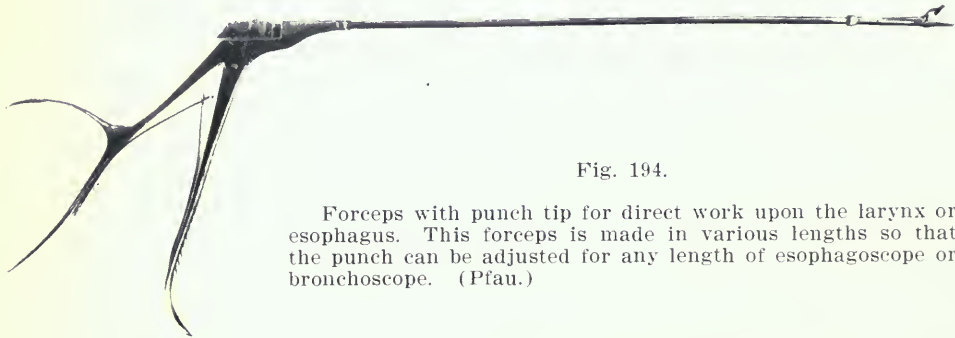 Fig. 194.
Forceps with punch tip for direct work upon the larynx or
esophagus. This forceps is made in various lengths so that
the punch can be adjusted for any length of esophagoscope or
bronchoscope. (Pfau.)